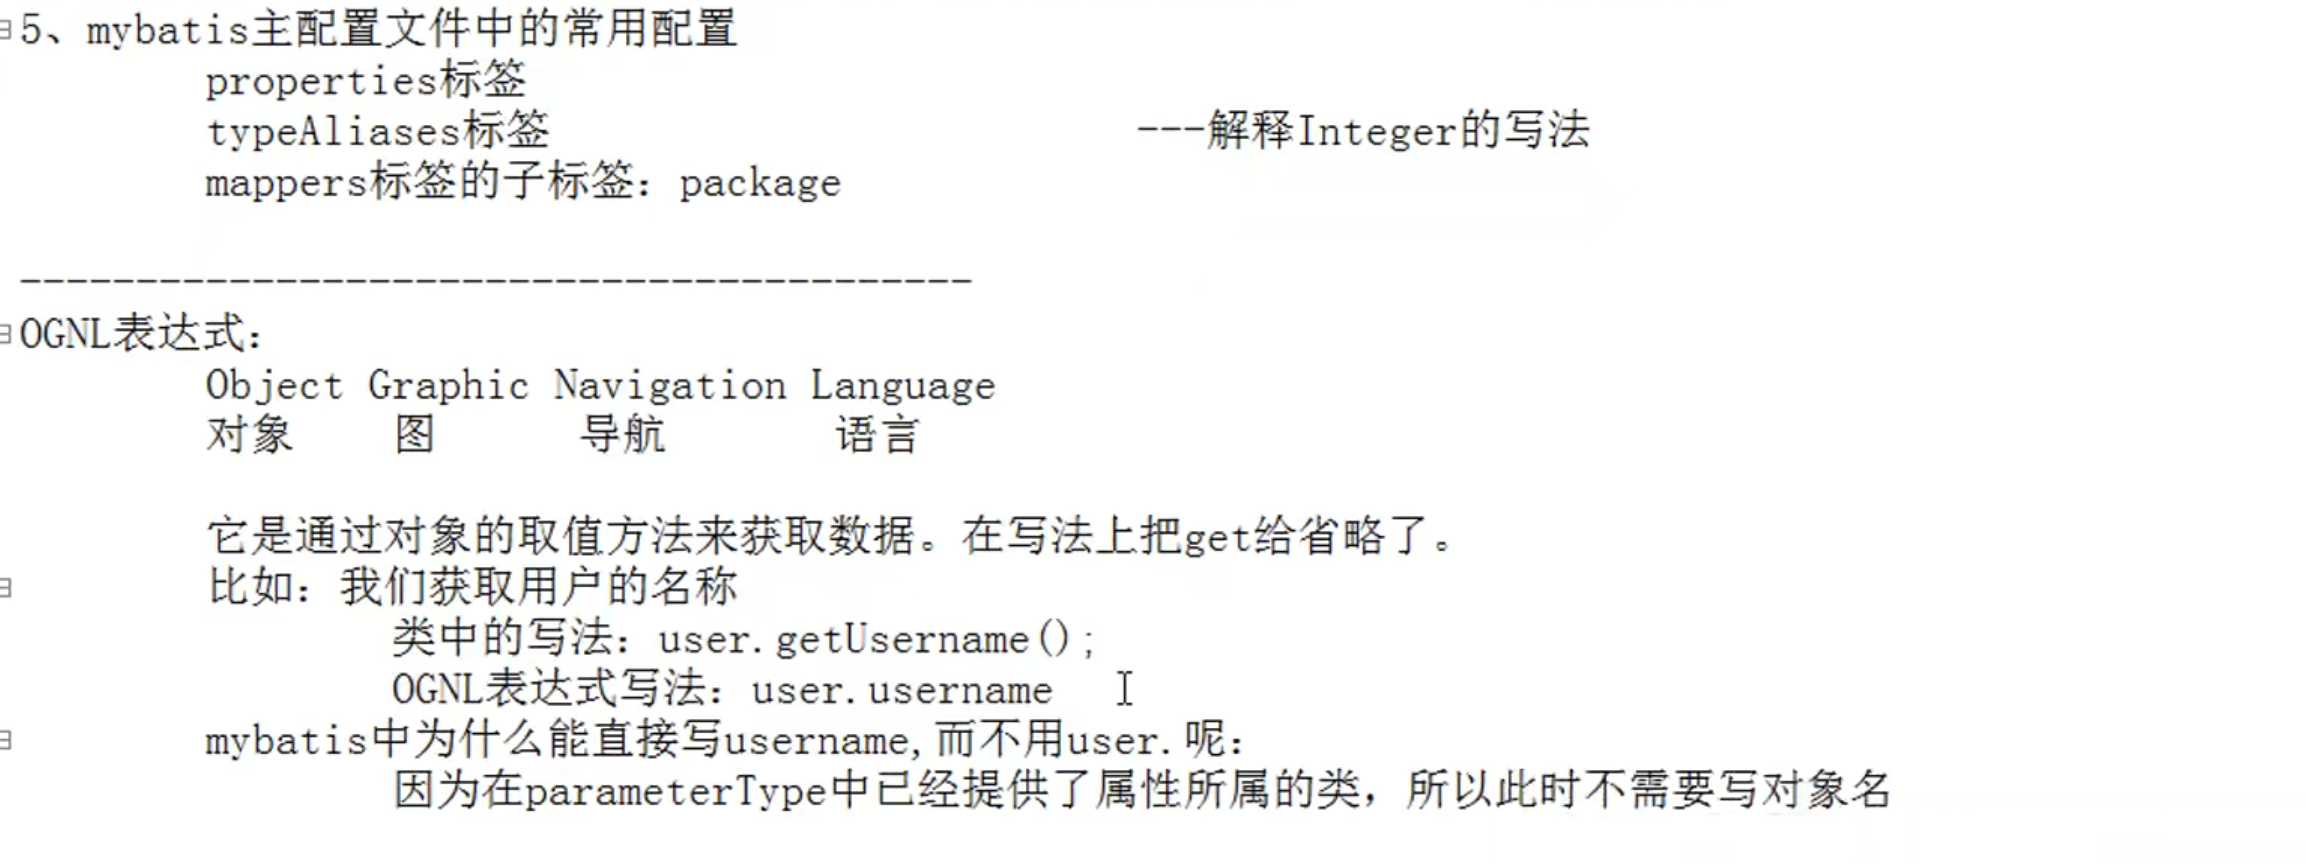 5、mybatis主配置文件中的常用配置
properties标签
typeAliases标签 ---解释Integer的写法
mappers标签的子标签：package
-----------------------------------------
OGNL表达式：
Object Graphic Navigation Language
对象 图 导航 语言
它是通过对象的取值方法来获取数据。在写法上把get给省略了。
比如：我们获取用户的名称
类中的写法：user.getUsername();
OGNL表达式写法：user.username
mybatis中为什么能直接写username,而不用user.呢：
因为在parameterType中已经提供了属性所属的类，所以此时不需要写对象名